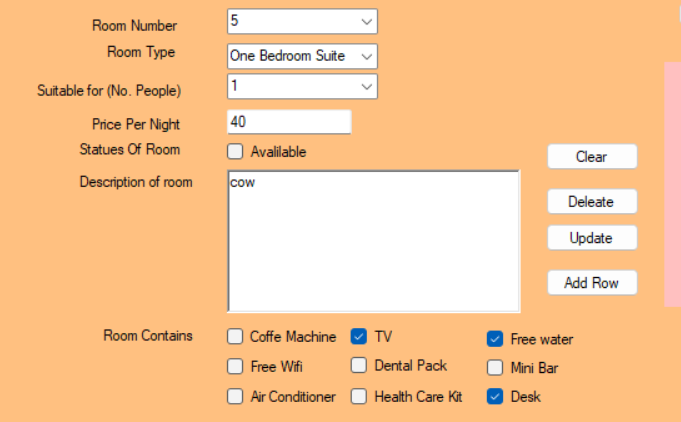 Room Number 5
Room Type One Bedroom Suite
Suitable for (No. People) 1
Price Per Night 40
Statues Of Room Avalilable
Clear
Description of room cow
Deleate
Update
Add Row
Room Contains Coffe Machine TV Free water
Free Wifi Dental Pack Mini Bar
Air Conditioner Health Care Kit Desk